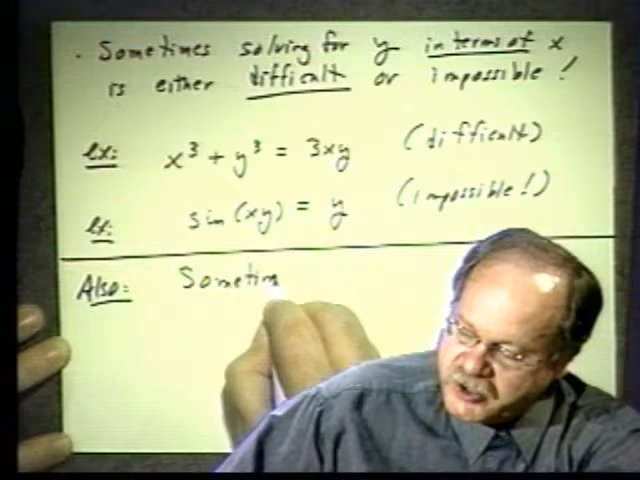 · Sometimes solving for y in terms of x
is either difficult or impossible!
ex: x³ + y³ = 3xy (difficult)
ex: sin(xy) = y (impossible!)
Also: Sometim